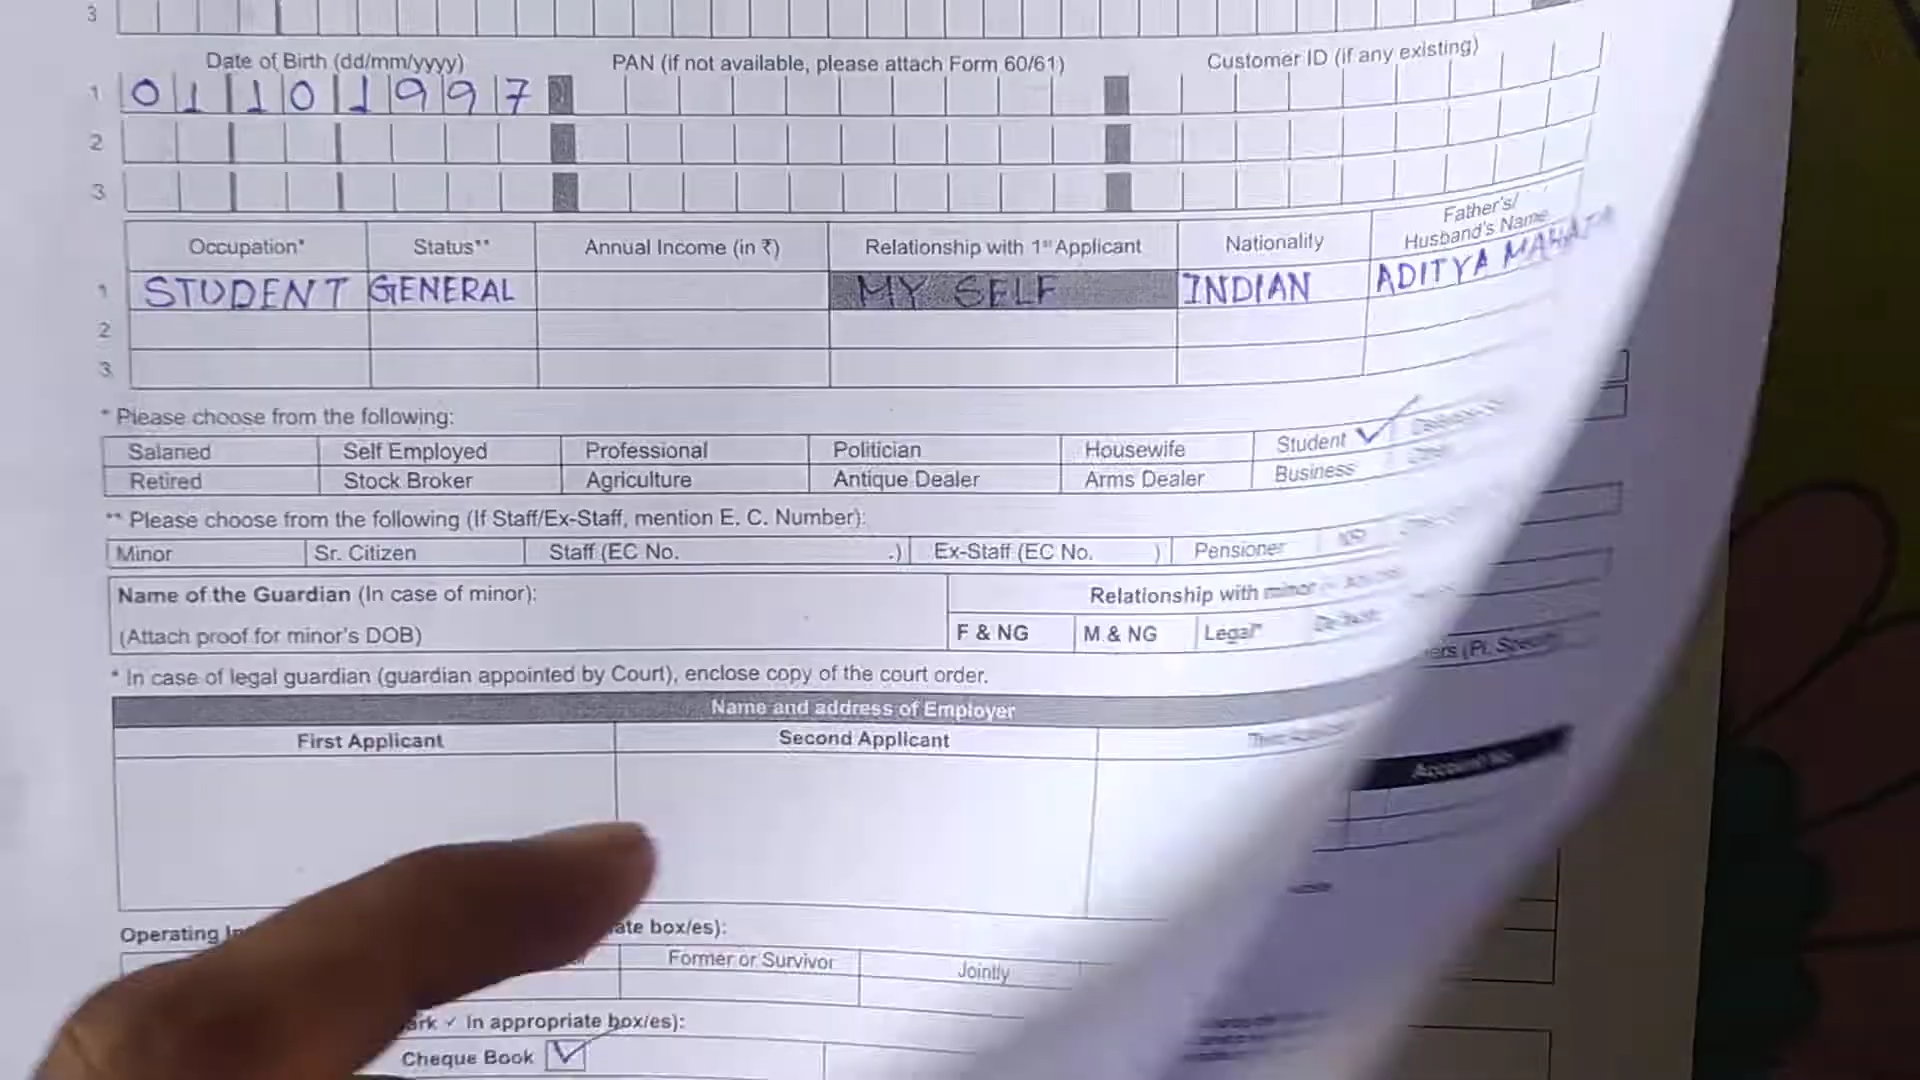 3
Date of Birth (dd/mm/yyyy) PAN (if not available, please attach Form 60/61) Customer ID (if any existing)
1 01101997
2
3
Occupation* Status** Annual Income (in ₹) Relationship with 1st Applicant Nationality Father's/ Husband's Name
1 STUDENT GENERAL MY SELF INDIAN ADITYA
2
3
* Please choose from the following:
Salaried Self Employed Professional Politician Housewife Student ✓
Retired Stock Broker Agriculture Antique Dealer Arms Dealer Business
** Please choose from the following (If Staff/Ex-Staff, mention E. C. Number):
Minor Sr. Citizen Staff (EC No. .) Ex-Staff (EC No. ) Pensioner
Name of the Guardian (In case of minor): Relationship with minor
(Attach proof for minor's DOB) F & NG M & NG Legal*
* In case of legal guardian (guardian appointed by Court), enclose copy of the court order.
Name and address of Employer
First Applicant Second Applicant
Account No.
Operating ate box/es):
Former or Survivor Jointly
ark ✓ In appropriate box/es):
Cheque Book ✓